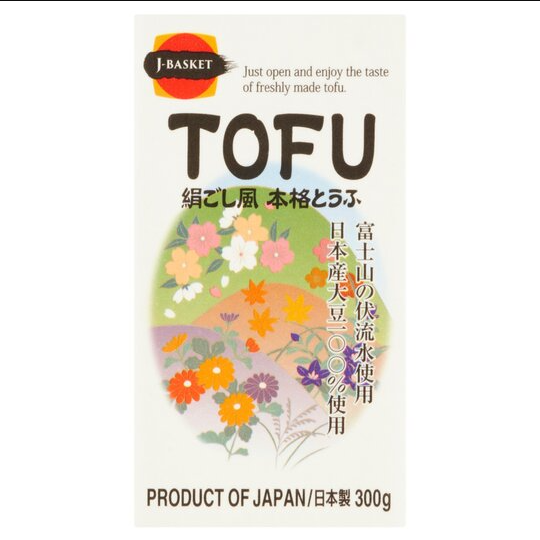 J-BASKET
Just open and enjoy the taste
of freshly made tofu.
TOFU
絹ごし風 本格とうふ
富士山の伏流水使用
日本産大豆一〇〇%使用
PRODUCT OF JAPAN/日本製 300g